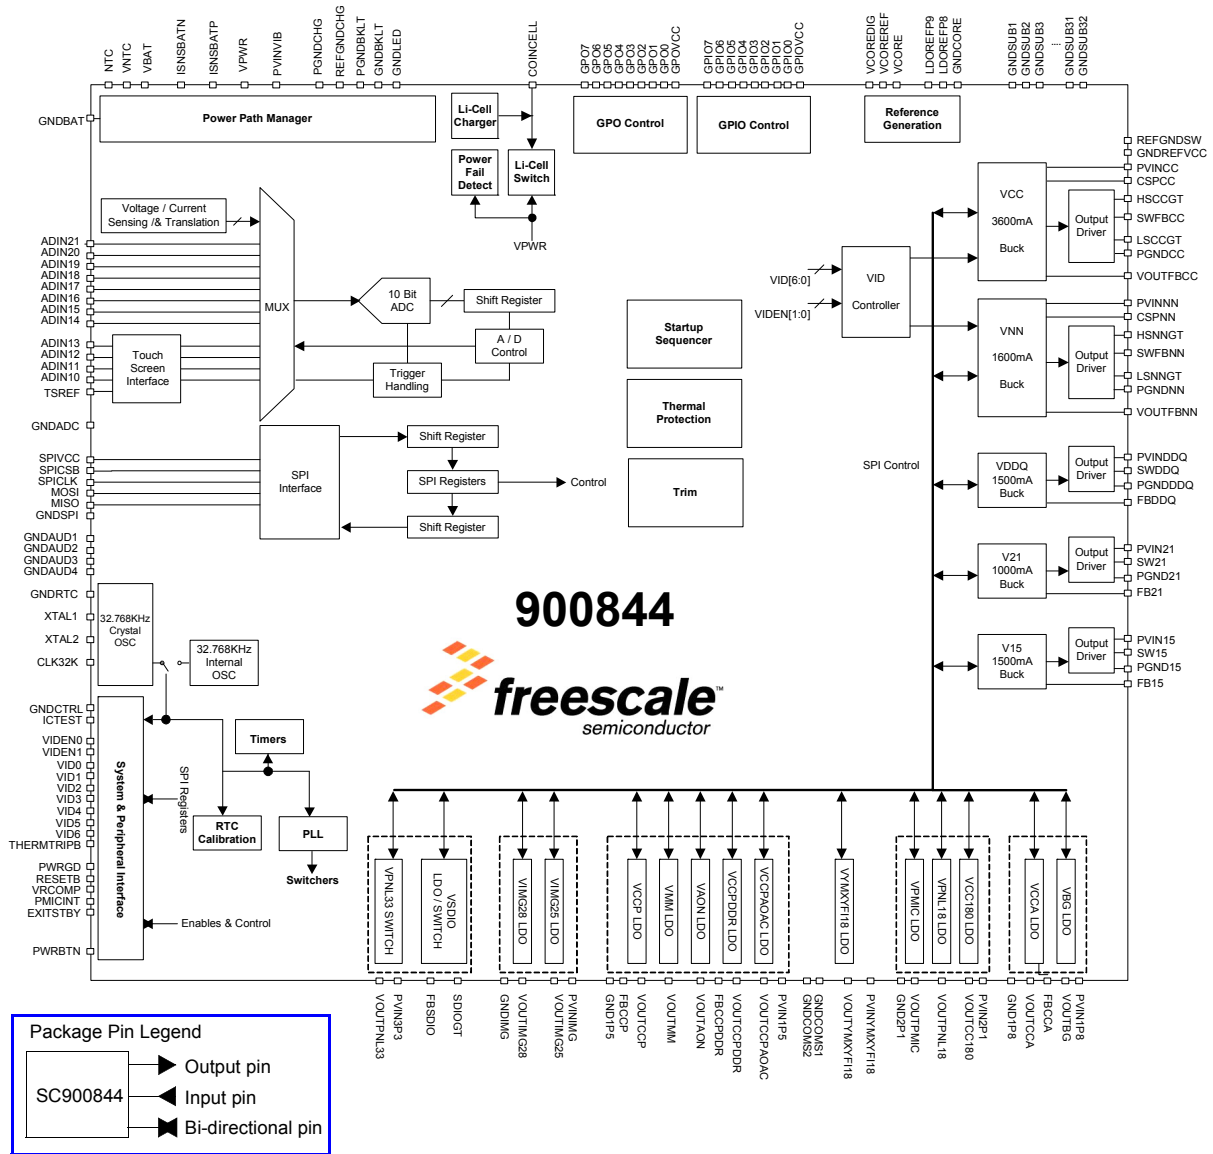 NTC
VNTC
VBAT
ISNSBATN
ISNSBATP
VPWR
PVINVIB
PGNDCHG
REFGNDCHG
PGNDBKLT
GNDBKLT
GNDLED
COINCELL
GPO7
GPO6
GPO5
GPO4
GPO3
GPO2
GPO1
GPO0
GPOVCC
GPIO7
GPIO6
GPIO5
GPIO4
GPIO3
GPIO2
GPIO1
GPIO0
GPIOVCC
VCOREDIG
VCOREREF
VCORE
LDOREFP9
LDOREFP8
GNDCORE
GNDSUB1
GNDSUB2
GNDSUB3
....
GNDSUB31
GNDSUB32
GNDBAT
Power Path Manager
Li-Cell
Charger
Power
Fail
Detect
Li-Cell
Switch
VPWR
GPO Control
GPIO Control
Reference
Generation
Voltage / Current
Sensing /& Translation
ADIN21
ADIN20
ADIN19
ADIN18
ADIN17
ADIN16
ADIN15
ADIN14
ADIN13
ADIN12
ADIN11
ADIN10
TSREF
Touch
Screen
Interface
MUX
10 Bit
ADC
Shift Register
A / D
Control
Trigger
Handling
GNDADC
SPIVCC
SPICSB
SPICLK
MOSI
MISO
GNDSPI
SPI
Interface
Shift Register
SPI Registers
Shift Register
Control
Startup
Sequencer
Thermal
Protection
Trim
VID[6:0]
VIDEN[1:0]
VID
Controller
SPI Control
VCC
3600mA
Buck
Output
Driver
VNN
1600mA
Buck
Output
Driver
VDDQ
1500mA
Buck
Output
Driver
V21
1000mA
Buck
Output
Driver
V15
1500mA
Buck
Output
Driver
REFGNDSW
GNDREFVCC
PVINCC
CSPCC
HSCCGT
SWFBCC
LSCCGT
PGNDCC
VOUTFBCC
PVINNN
CSPNN
HSNNGT
SWFBNN
LSNNGT
PGNDNN
VOUTFBNN
PVINDDQ
SWDDQ
PGNDDDQ
FBDDQ
PVIN21
SW21
PGND21
FB21
PVIN15
SW15
PGND15
FB15
GNDAUD1
GNDAUD2
GNDAUD3
GNDAUD4
GNDRTC
XTAL1
XTAL2
CLK32K
32.768KHz
Crystal
OSC
32.768KHz
Internal
OSC
900844
freescale™
semiconductor
GNDCTRL
ICTEST
VIDEN0
VIDEN1
VID0
VID1
VID2
VID3
VID4
VID5
VID6
THERMTRIPB
PWRGD
RESETB
VRCOMP
PMICINT
EXITSTBY
PWRBTN
System & Peripheral Interface
SPI Registers
Enables & Control
Timers
RTC
Calibration
PLL
Switchers
VPNL33 SWITCH
VSDIO
LDO / SWITCH
VIMG28 LDO
VIMG25 LDO
VCCP LDO
VMM LDO
VAON LDO
VCCPDDR LDO
VCCPAOAC LDO
VYMXYFI18 LDO
VPMIC LDO
VPNL18 LDO
VCC180 LDO
VCCA LDO
VBG LDO
VOUTPNL33
PVIN3P3
FBSDIO
SDIOGT
GNDIMG
VOUTIMG28
VOUTIMG25
PVINIMG
GND1P5
FBCCP
VOUTCCP
VOUTMM
VOUTAON
FBCCPDDR
VOUTCPDDR
VOUTCPAOAC
PVIN1P5
GNDCOMS2
GNDCOMS1
VOUTYMXYFI18
PVINYMXYFI18
GND2P1
VOUTPMIC
VOUTPNL18
VOUTCC180
PVIN2P1
GND1P8
VOUTCCA
FBCCA
VOUTBG
PVIN1P8
Package Pin Legend
SC900844
Output pin
Input pin
Bi-directional pin